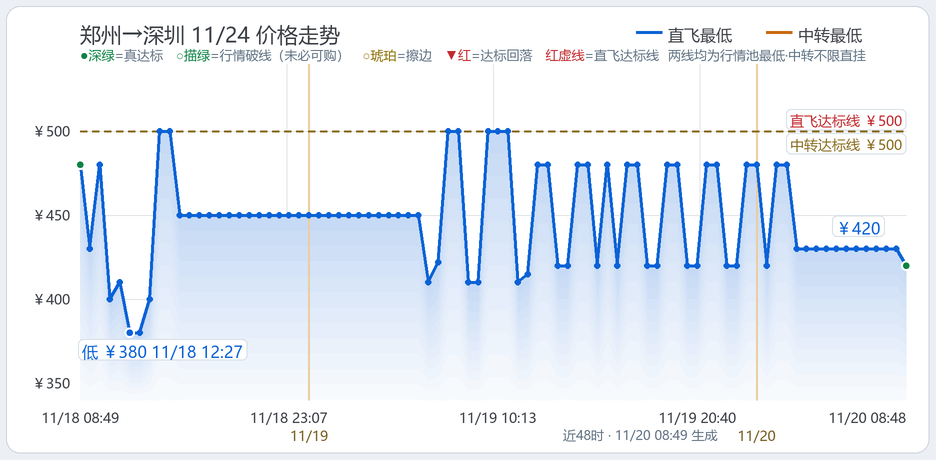 郑州→深圳 11/24 价格走势
直飞最低 中转最低
●深绿=真达标 ○描绿=行情破线（未必可购） ○琥珀=擦边 ▼红=达标回落 红虚线=直飞达标线 两线均为行情池最低·中转不限直挂
直飞达标线 ￥500
中转达标线 ￥500
￥500
￥450
￥400
￥350
￥420
低 ￥380 11/18 12:27
11/18 08:49 11/18 23:07 11/19 10:13 11/19 20:40 11/20 08:48
11/19 近48时 · 11/20 08:49 生成 11/20